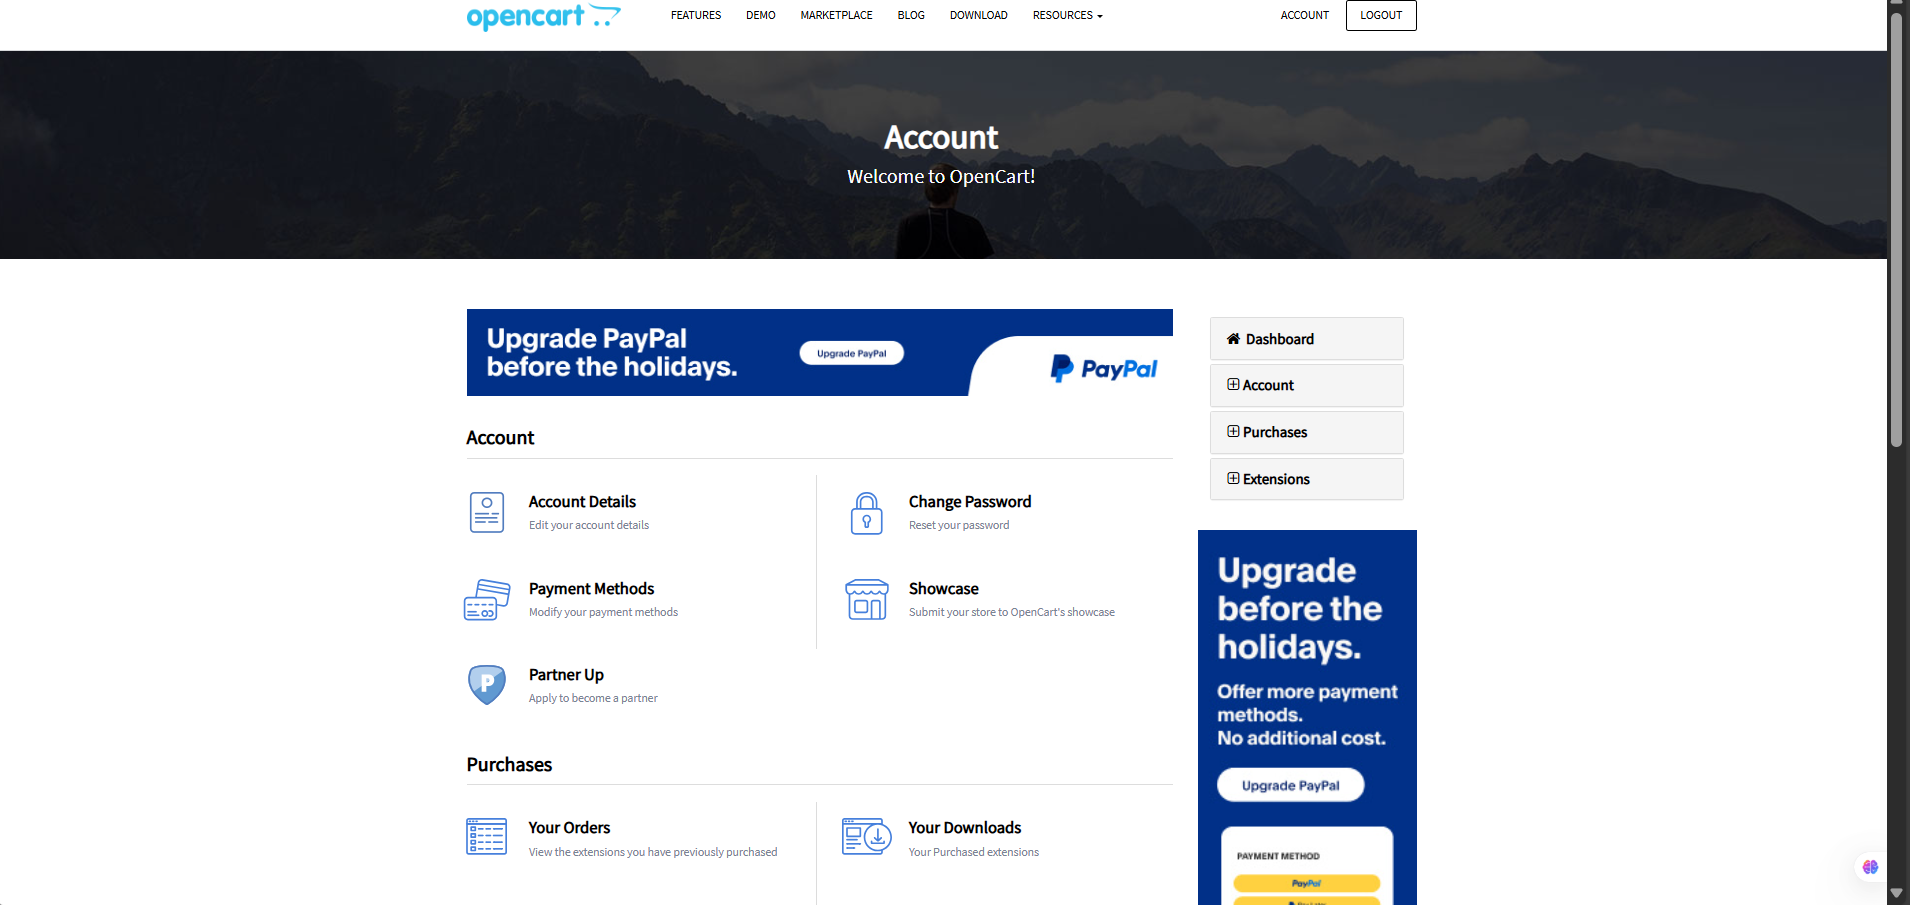 opencart
FEATURES
DEMO
MARKETPLACE
BLOG
DOWNLOAD
RESOURCES
ACCOUNT
LOGOUT
Account
Welcome to OpenCart!
Upgrade PayPal
before the holidays.
Upgrade PayPal
PayPal
Dashboard
Account
Purchases
Extensions
Account
Account Details
Edit your account details
Change Password
Reset your password
Payment Methods
Modify your payment methods
Showcase
Submit your store to OpenCart's showcase
P
Partner Up
Apply to become a partner
Purchases
Your Orders
View the extensions you have previously purchased
Your Downloads
Your Purchased extensions
Upgrade
before the
holidays.
Offer more payment
methods.
No additional cost.
Upgrade PayPal
PAYMENT METHOD
PayPal